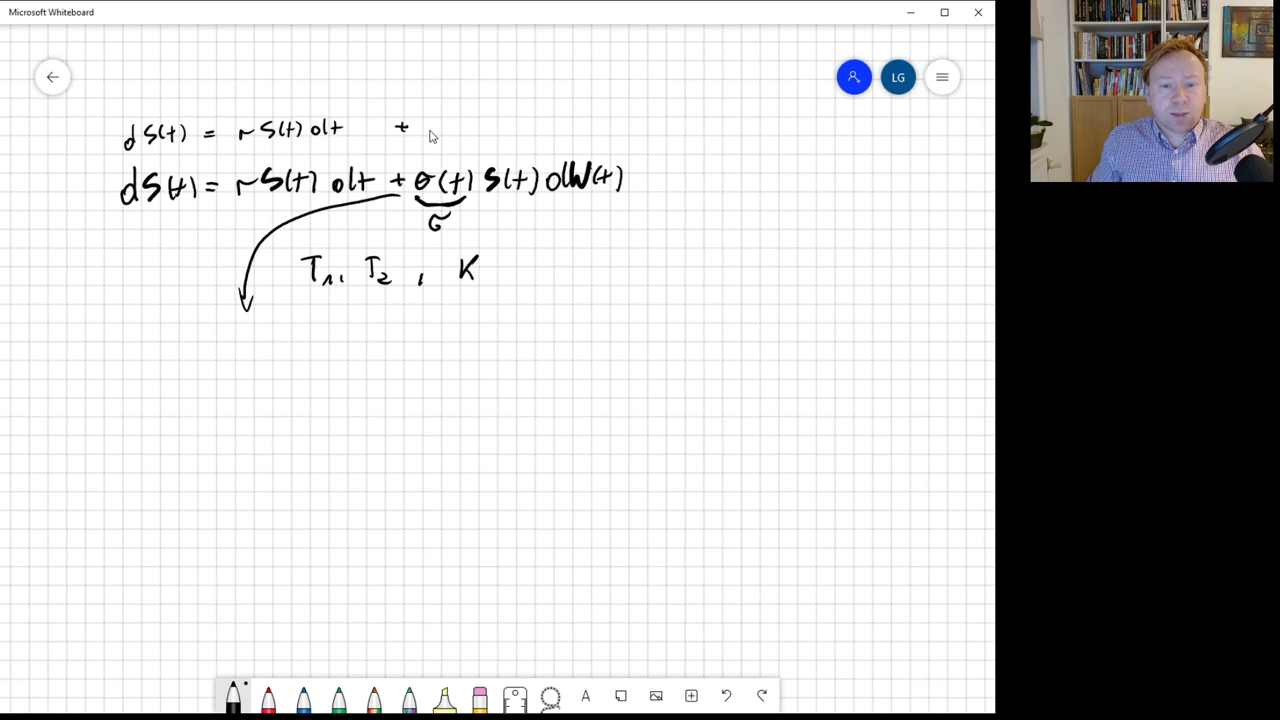 Microsoft Whiteboard
LG
dS(t) = rS(t)dt +
dS(t) = rS(t) dt + σ(t) S(t) dW(t)
σ
T₁, T₂, K
A